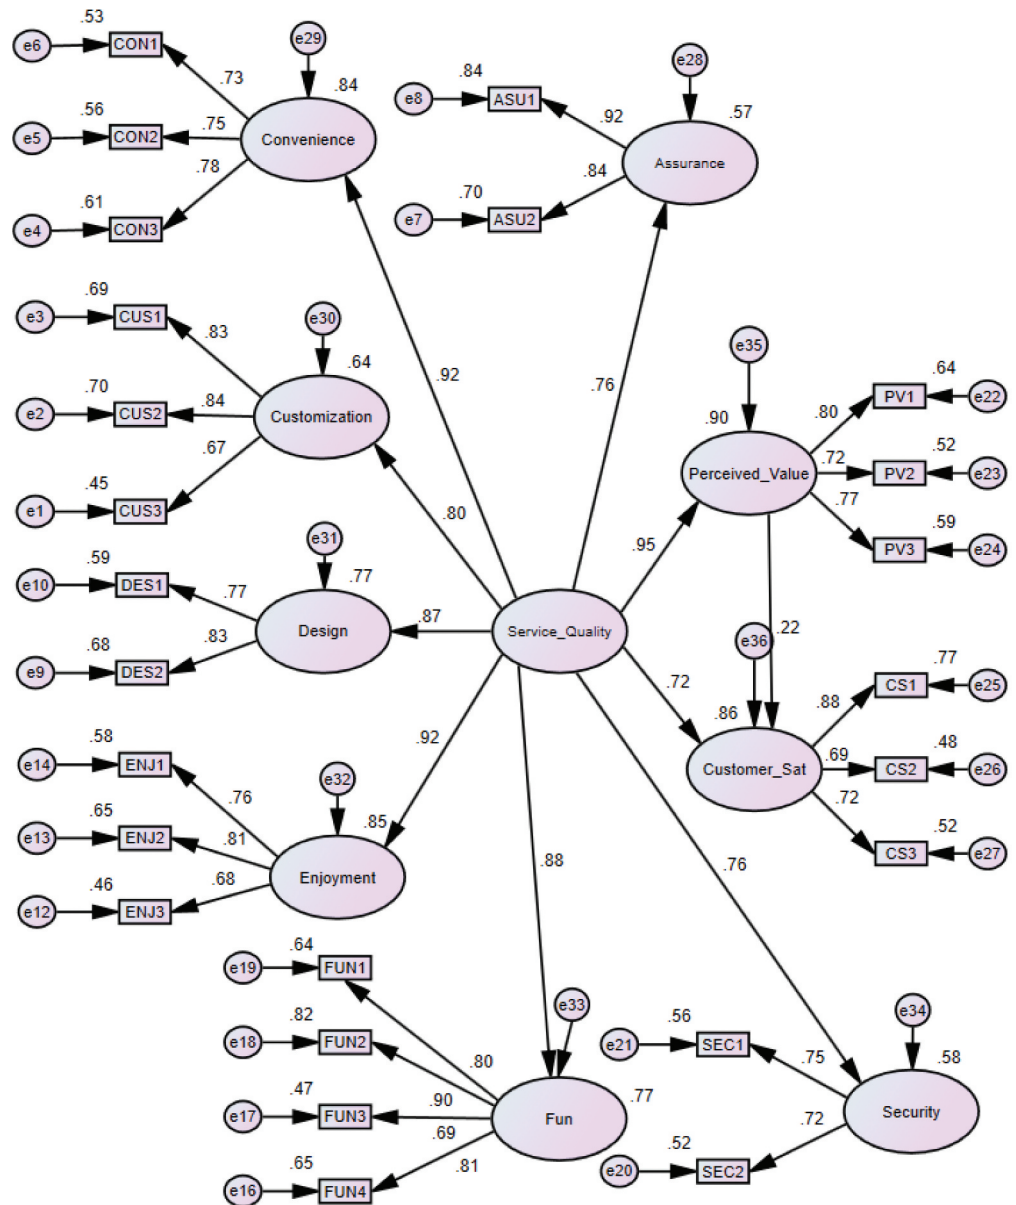 .53
e6 CON1
e29
.73
.84
.56
e5 CON2
.75
Convenience
.78
.61
e4 CON3
e28
.84
e8 ASU1
.92
.57
Assurance
.84
.70
e7 ASU2
.69
e3 CUS1
e30
.83
.64
.70
e2 CUS2
.84
Customization
.67
.45
e1 CUS3
.92
.76
.80
e35
.64
PV1 e22
.80
.90
.52
.72
Perceived_Value
PV2 e23
.77
.59
PV3 e24
.95
e31
.59
e10 DES1
.77
.77
.87
Design
Service_Quality
.83
.68
e9 DES2
e36
.22
.72
.77
CS1 e25
.88
.86
.48
.69
Customer_Sat
CS2 e26
.72
.52
CS3 e27
.92
.58
e14 ENJ1
e32
.76
.85
.65
e13 ENJ2
.81
Enjoyment
.68
.46
e12 ENJ3
.88
.76
.64
e19 FUN1
e33
.82
e18 FUN2
.80
.47
e17 FUN3
.90
.77
Fun
.69
.65
.81
e16 FUN4
e34
.56
e21 SEC1
.75
.58
Security
.72
.52
e20 SEC2